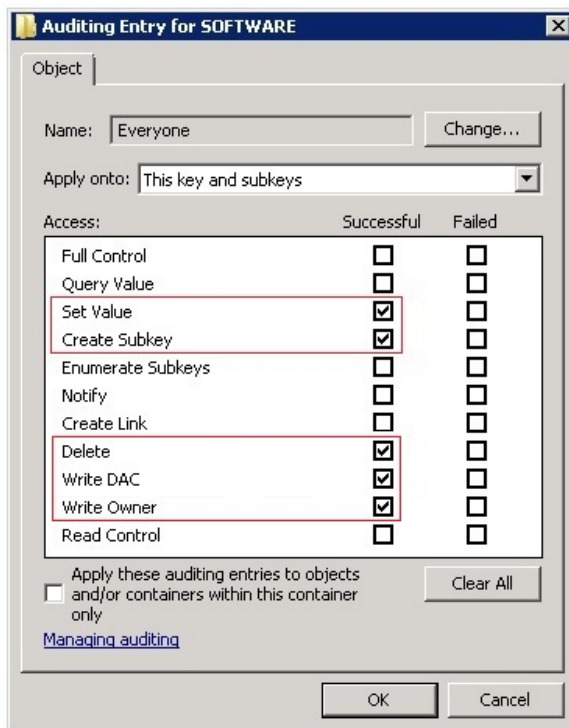 Auditing Entry for SOFTWARE
Object
Name: Everyone Change...
Apply onto: This key and subkeys
Access: Successful Failed
Full Control
Query Value
Set Value
Create Subkey
Enumerate Subkeys
Notify
Create Link
Delete
Write DAC
Write Owner
Read Control
Apply these auditing entries to objects
and/or containers within this container
only
Clear All
Managing auditing
OK Cancel